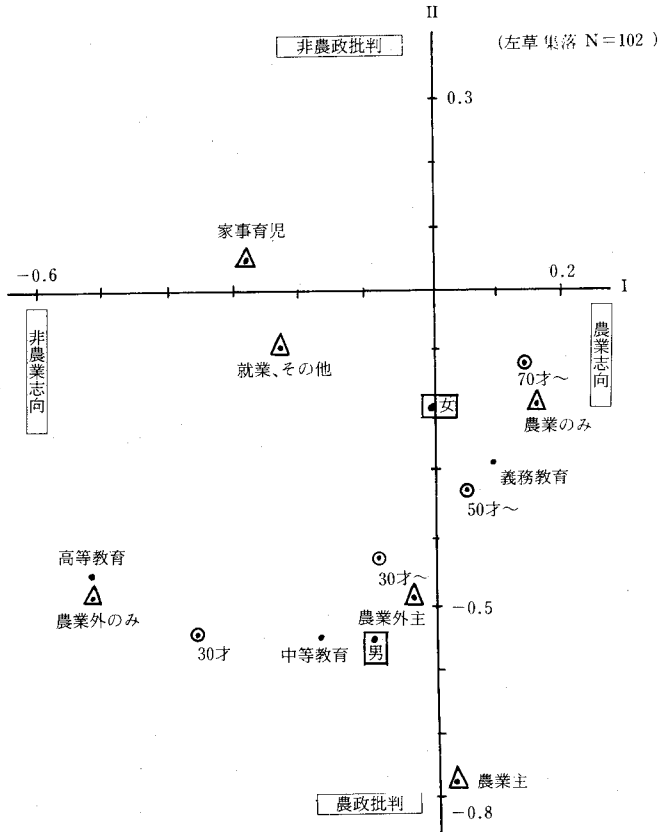 II
非農政批判
(左草 集落 N=102 )
0.3
家事育児
-0.6
0.2
I
非農業志向
農業志向
就業、その他
70才～
女
農業のみ
義務教育
50才～
高等教育
30才～
農業外のみ
農業外主
-0.5
30才
中等教育
男
農業主
農政批判
-0.8